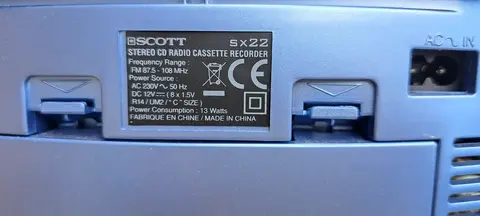 SCOTT sx22
STEREO CD RADIO CASSETTE RECORDER
Frequency Range :
FM 87.5 - 108 MHz
Power Source :
AC 230V ~ 50 Hz
DC 12V ⎓ ( 8 x 1.5V
R14 / UM2 / " C " SIZE )
Power Consumption : 13 Watts
FABRIQUE EN CHINE / MADE IN CHINA
CE
AC ~ IN